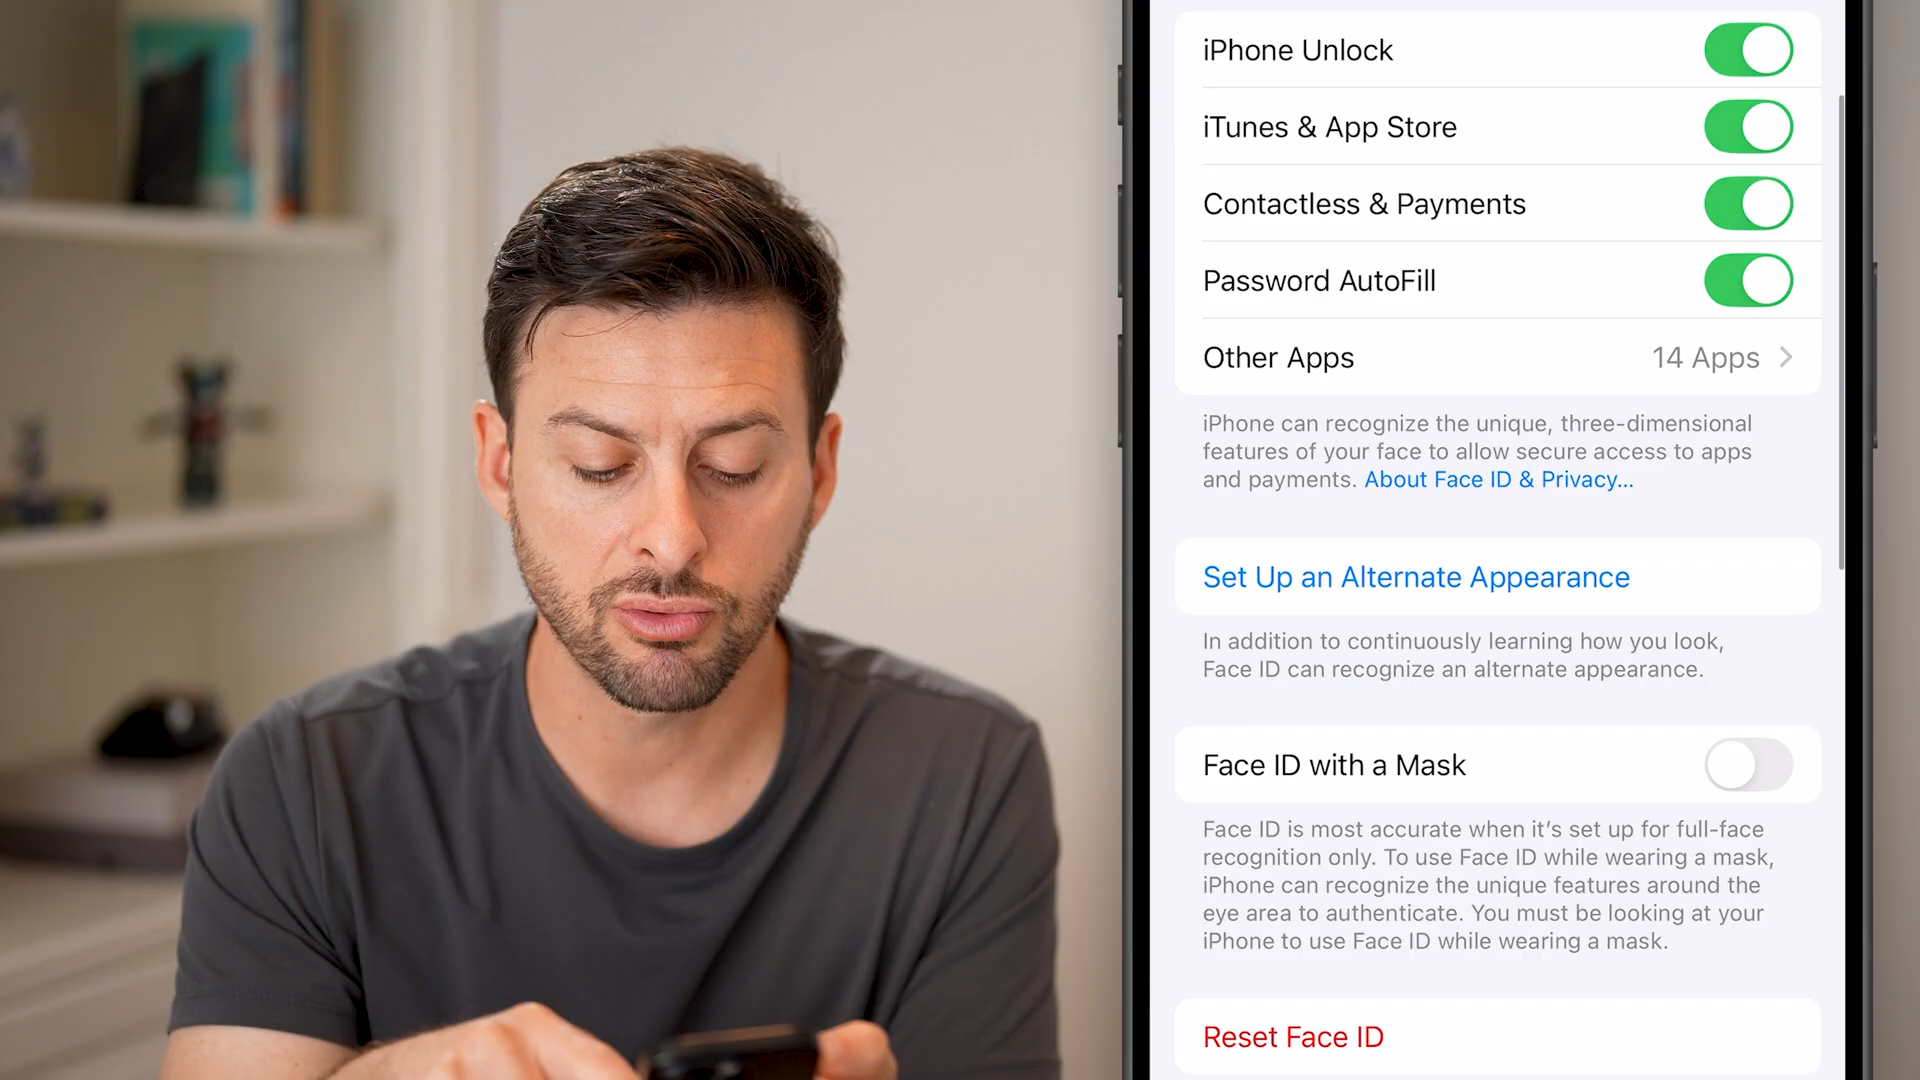 iPhone Unlock
iTunes & App Store
Contactless & Payments
Password AutoFill
Other Apps 14 Apps
iPhone can recognize the unique, three-dimensional
features of your face to allow secure access to apps
and payments. About Face ID & Privacy...
Set Up an Alternate Appearance
In addition to continuously learning how you look,
Face ID can recognize an alternate appearance.
Face ID with a Mask
Face ID is most accurate when it’s set up for full-face
recognition only. To use Face ID while wearing a mask,
iPhone can recognize the unique features around the
eye area to authenticate. You must be looking at your
iPhone to use Face ID while wearing a mask.
Reset Face ID